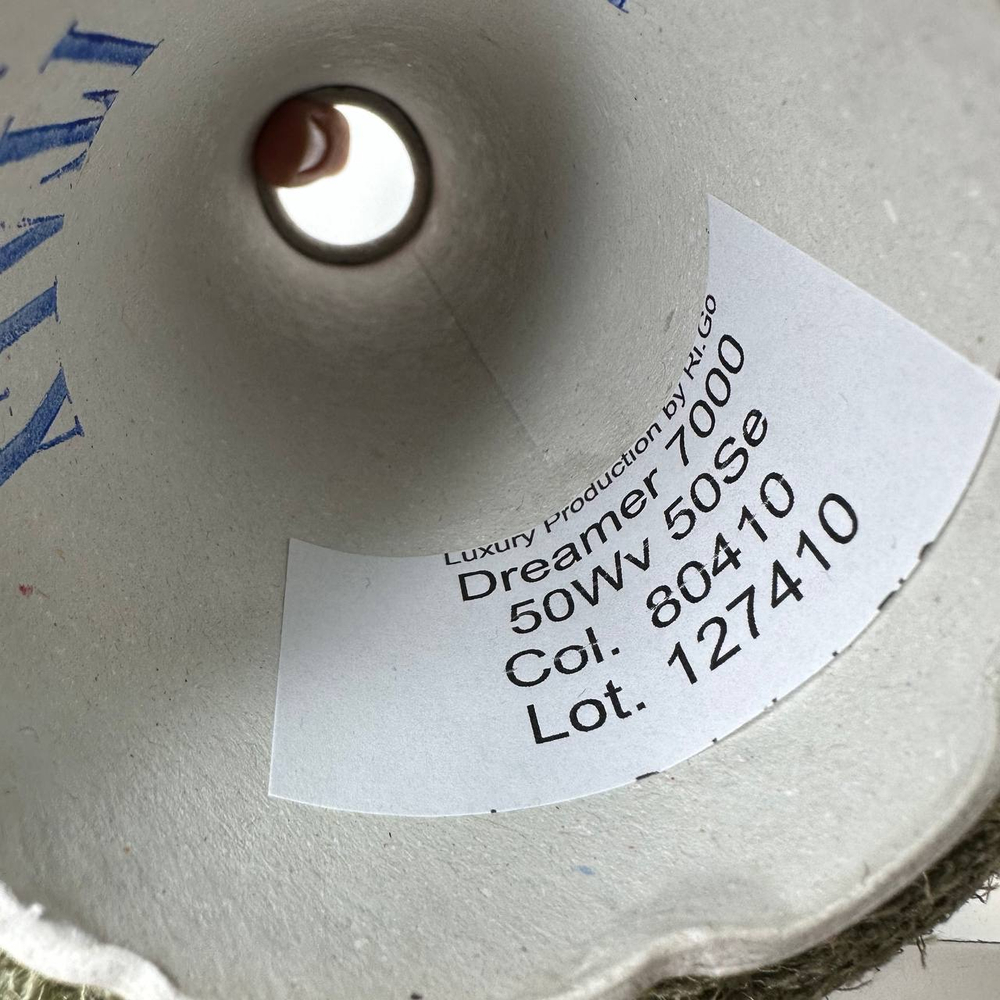 Luxury Production by RI.Go
Dreamer 7000
50Wv 50Se
Col. 80410
Lot. 127410